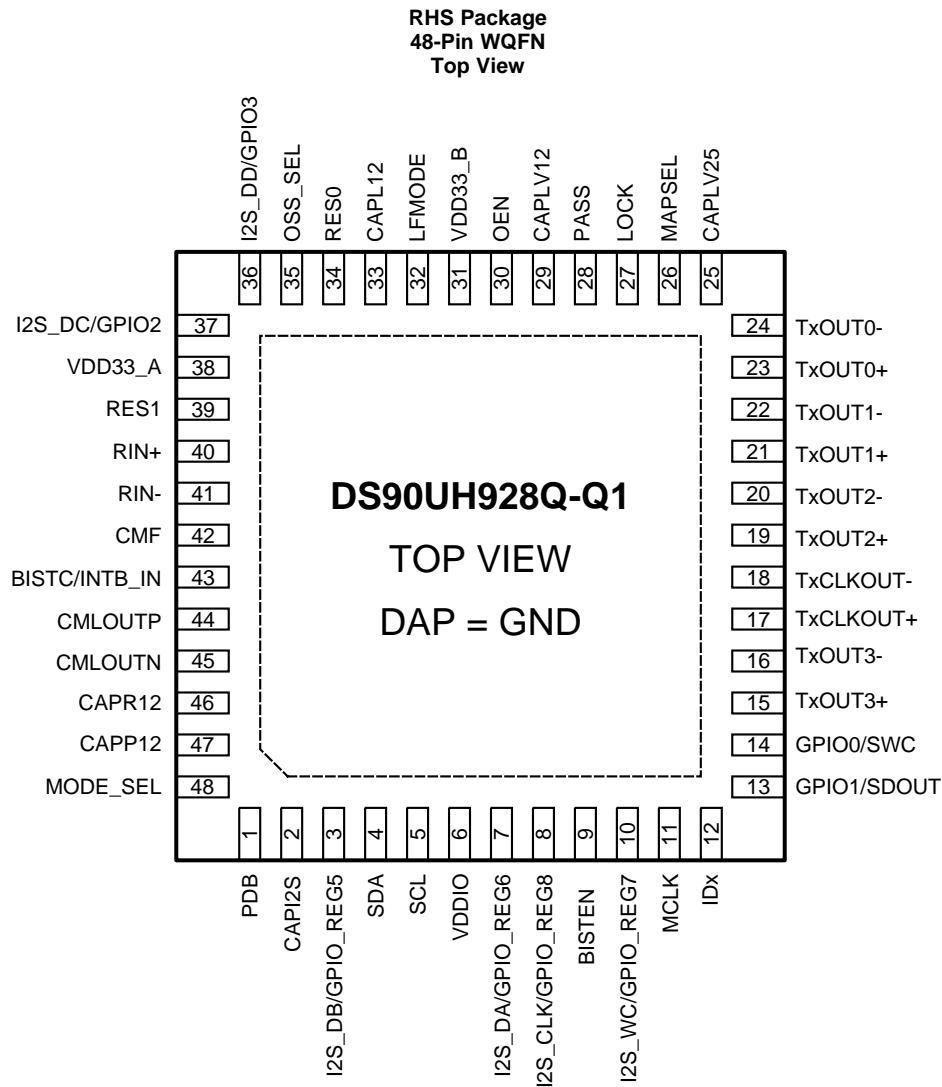 RHS Package
48-Pin WQFN
Top View
I2S_DD/GPIO3
OSS_SEL
RES0
CAPL12
LFMODE
VDD33_B
OEN
CAPLV12
PASS
LOCK
MAPSEL
CAPLV25
36
35
34
33
32
31
30
29
28
27
26
25
I2S_DC/GPIO2 37
VDD33_A 38
RES1 39
RIN+ 40
RIN- 41
CMF 42
BISTC/INTB_IN 43
CMLOUTP 44
CMLOUTN 45
CAPR12 46
CAPP12 47
MODE_SEL 48
DS90UH928Q-Q1
TOP VIEW
DAP = GND
24 TxOUT0-
23 TxOUT0+
22 TxOUT1-
21 TxOUT1+
20 TxOUT2-
19 TxOUT2+
18 TxCLKOUT-
17 TxCLKOUT+
16 TxOUT3-
15 TxOUT3+
14 GPIO0/SWC
13 GPIO1/SDOUT
1
2
3
4
5
6
7
8
9
10
11
12
PDB
CAPI2S
I2S_DB/GPIO_REG5
SDA
SCL
VDDIO
I2S_DA/GPIO_REG6
I2S_CLK/GPIO_REG8
BISTEN
I2S_WC/GPIO_REG7
MCLK
IDx